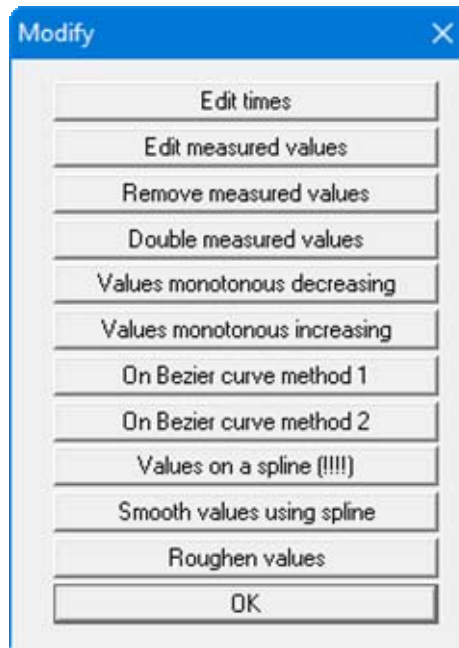 Modify
Edit times
Edit measured values
Remove measured values
Double measured values
Values monotonous decreasing
Values monotonous increasing
On Bezier curve method 1
On Bezier curve method 2
Values on a spline (!!!!)
Smooth values using spline
Roughen values
OK